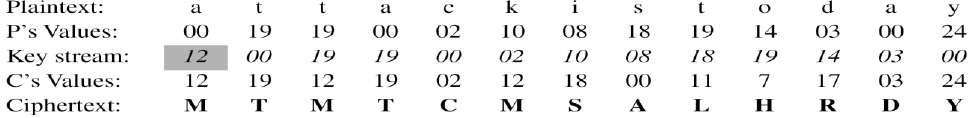 Plaintext: a t t a c k i s t o d a y
P's Values: 00 19 19 00 02 10 08 18 19 14 03 00 24
Key stream: 12 00 19 19 00 02 10 08 18 19 14 03 00
C's Values: 12 19 12 19 02 12 18 00 11 7 17 03 24
Ciphertext: M T M T C M S A L H R D Y